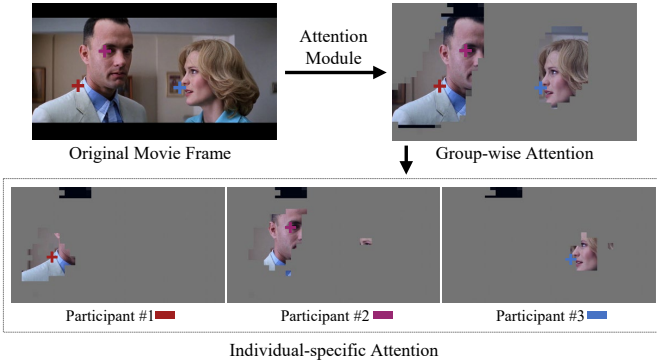 Attention
Module
Original Movie Frame
Group-wise Attention
Participant #1
Participant #2
Participant #3
Individual-specific Attention